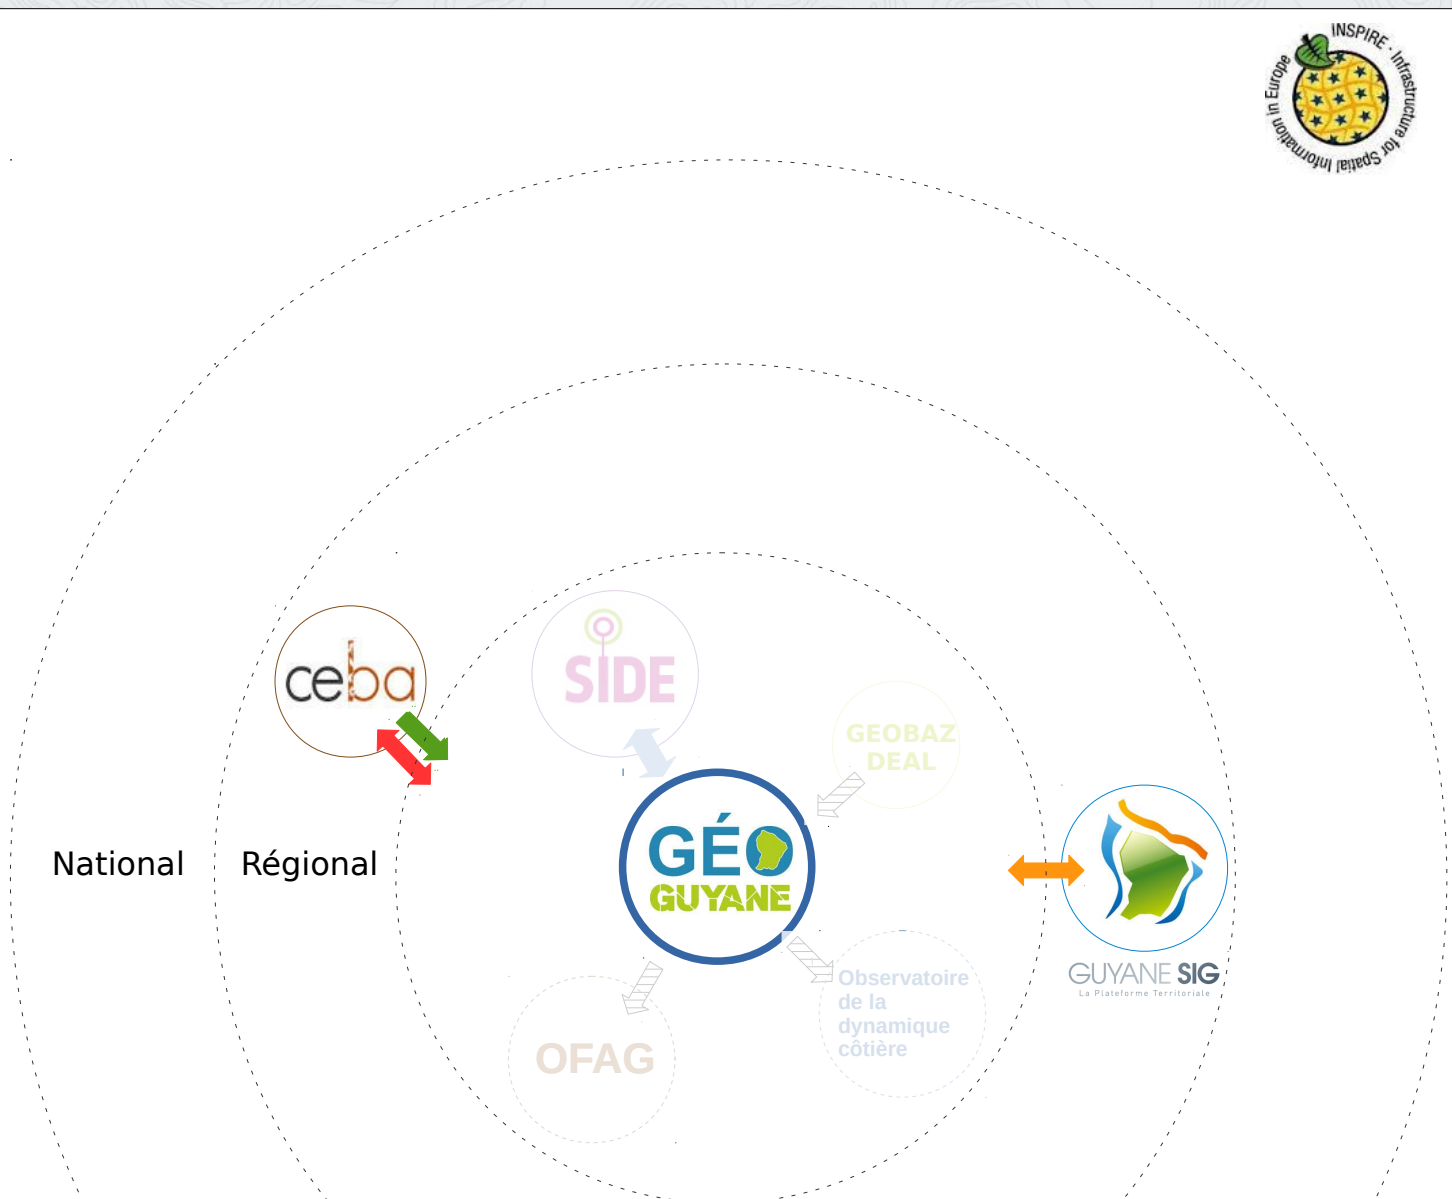 INSPIRE · Infrastructure for Spatial Information in Europe
ceba
SIDE
GEOBAZ
DEAL
GÉO
GUYANE
National
Régional
GUYANE SIG
La Plateforme Territoriale
Observatoire
de la
dynamique
côtière
OFAG